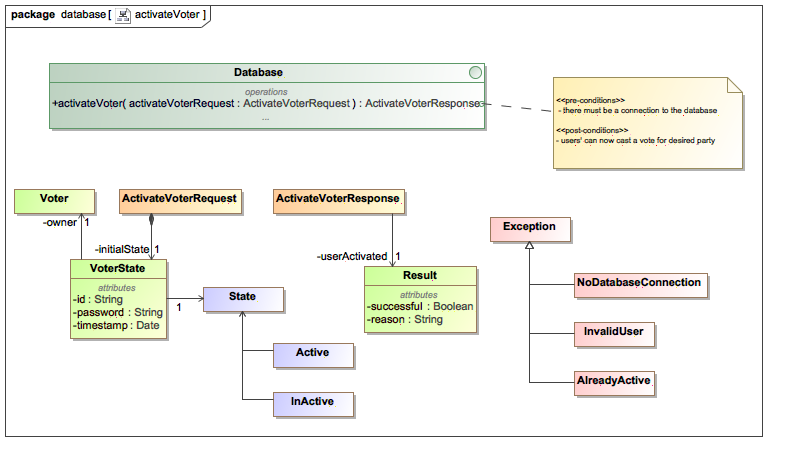 package database [ activateVoter ]
Database
operations
+activateVoter( activateVoterRequest : ActivateVoterRequest ) : ActivateVoterResponse
...
<<pre-conditions>>
- there must be a connection to the database
<<post-conditions>>
- users' can now cast a vote for desired party
Voter
ActivateVoterRequest
ActivateVoterResponse
-owner 1
-initialState 1
-userActivated 1
Exception
VoterState
attributes
-id : String
-password : String
-timestamp : Date
1
State
Result
attributes
-successful : Boolean
-reason : String
NoDatabaseConnection
InvalidUser
Active
AlreadyActive
InActive